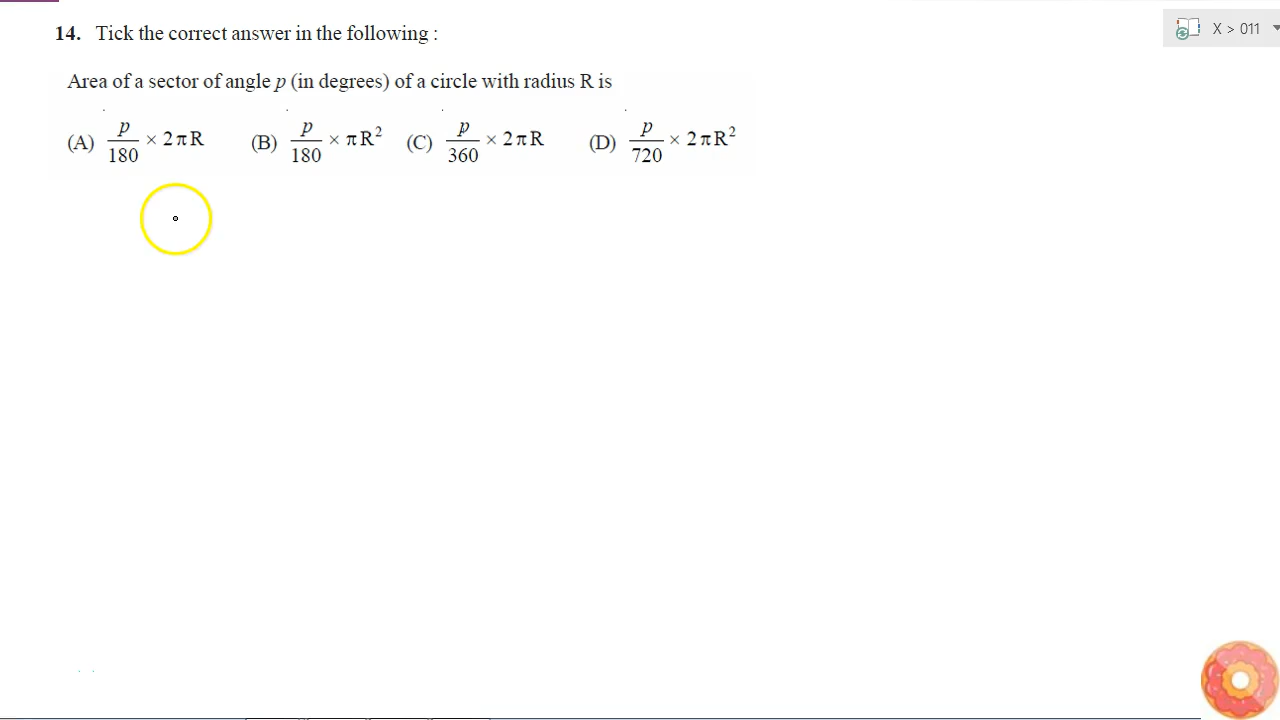 14. Tick the correct answer in the following :
X > 011
Area of a sector of angle p (in degrees) of a circle with radius R is
(A) p/180 × 2πR (B) p/180 × πR² (C) p/360 × 2πR (D) p/720 × 2πR²